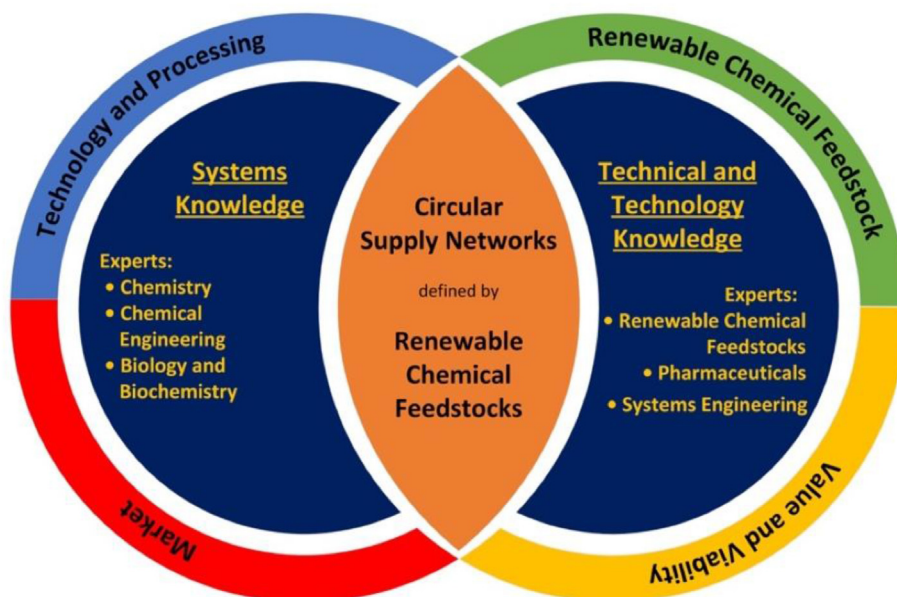 Technology and Processing
Renewable Chemical Feedstock
Systems
Knowledge
Experts:
• Chemistry
• Chemical
Engineering
• Biology and
Biochemistry
Circular
Supply Networks
defined by
Renewable
Chemical
Feedstocks
Technical and
Technology
Knowledge
Experts:
• Renewable Chemical
Feedstocks
• Pharmaceuticals
• Systems Engineering
Market
Value and Viability